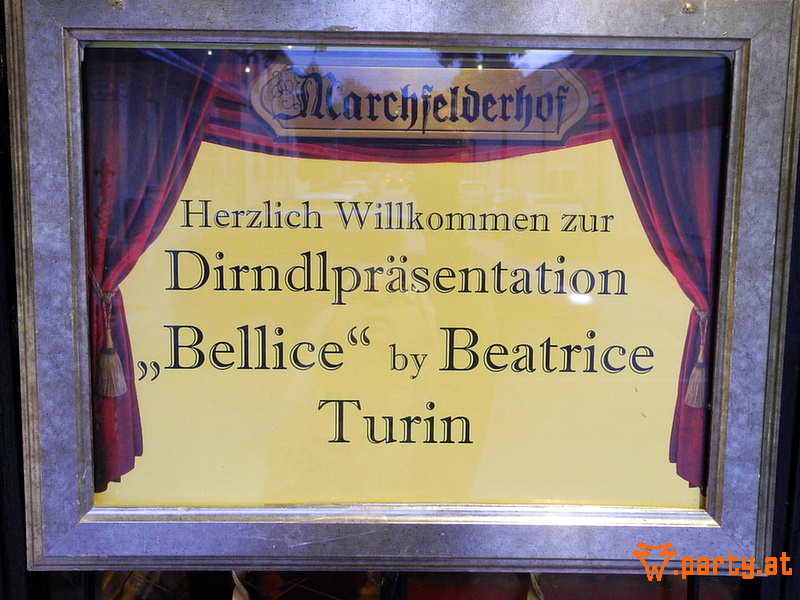 Marchfelderhof
Herzlich Willkommen zur
Dirndlpräsentation
„Bellice“ by Beatrice
Turin
w.party.at